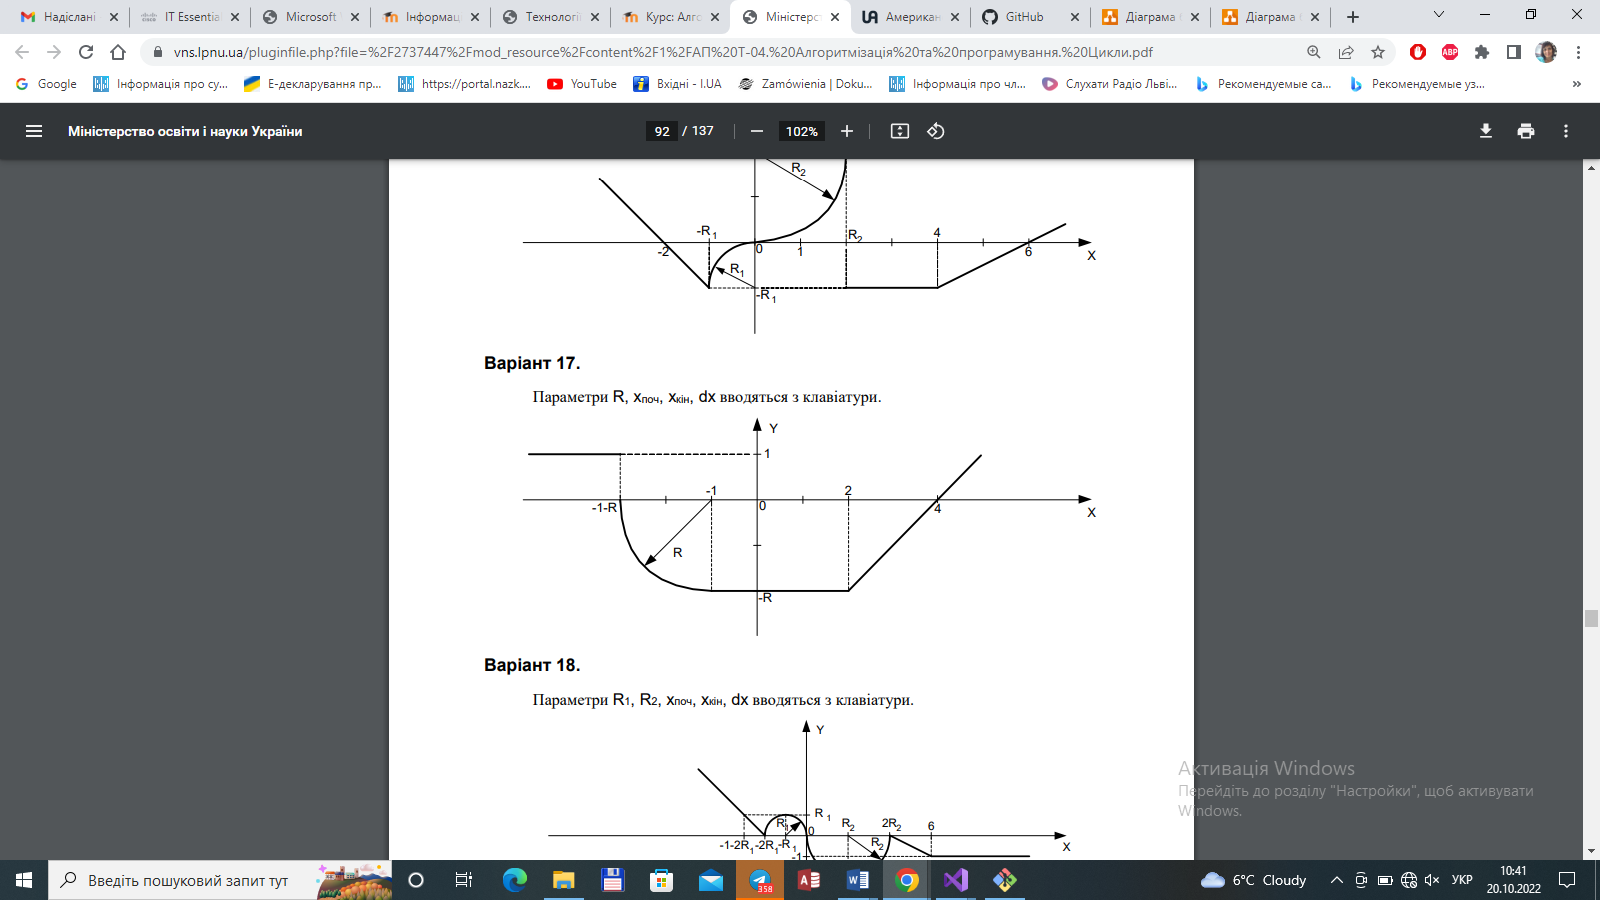 Надіслані
IT Essentia
Microsoft
Інформац
Технології
Курс: Алго
Міністерст
Американ
GitHub
Діаграма
Діаграма
vns.lpnu.ua/pluginfile.php?file=%2F2737447%2Fmod_resource%2Fcontent%2F1%2FАП%20Т-04.%20Алгоритмізація%20та%20програмування.%20Цикли.pdf
Google
Інформація про су...
Е-декларування пр...
https://portal.nazk....
YouTube
Вхідні - I.UA
Zamówienia | Doku...
Інформація про чл...
Слухати РадіоЛьві...
Рекомендуемые са...
Рекомендуемые уз...
»
Міністерство освіти і науки України
92 / 137
102%
R2
-R1
R2
4
-2
0
1
6
X
R1
-R1
Варіант 17.
Параметри R, xпоч, xкін, dx вводяться з клавіатури.
Y
1
-1
2
-1-R
0
4
X
R
-R
Варіант 18.
Параметри R1, R2, xпоч, xкін, dx вводяться з клавіатури.
Y
R1
R2
2R2
6
0
-1-2R1
-2R1
-R1
R2
X
-1
Активація Windows
Перейдіть до розділу "Настройки", щоб активувати
Windows.
Введіть пошуковий запит тут
358
6°C Cloudy
УКР
10:41
20.10.2022